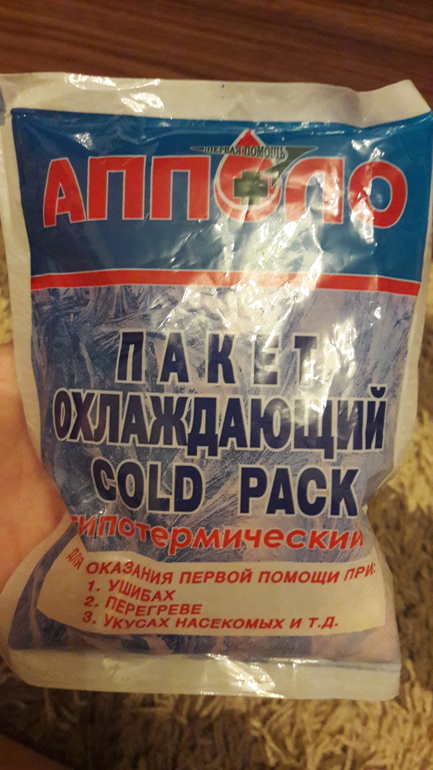 ПЕРВАЯ ПОМОЩЬ
АППОЛО
ПАКЕТ
ОХЛАЖДАЮЩИЙ
COLD PACK
гипотермический
ДЛЯ ОКАЗАНИЯ ПЕРВОЙ ПОМОЩИ ПРИ:
1. УШИБАХ
2. ПЕРЕГРЕВЕ
3. УКУСАХ НАСЕКОМЫХ И Т.Д.